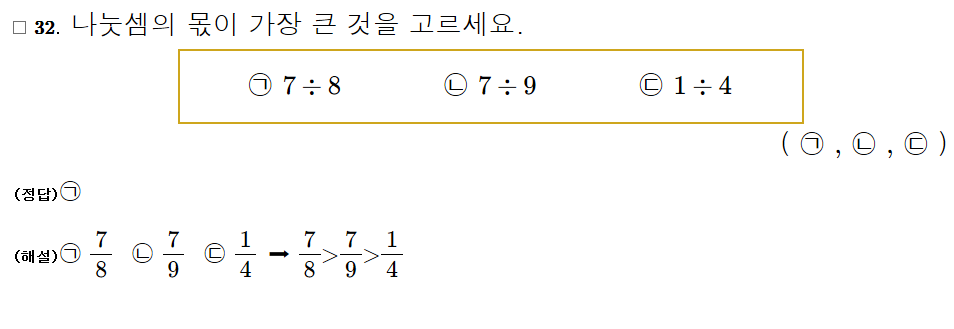 □ 32. 나눗셈의 몫이 가장 큰 것을 고르세요.
㉠ 7÷8 ㉡ 7÷9 ㉢ 1÷4
( ㉠ , ㉡ , ㉢ )
(정답)㉠
(해설)㉠ 7/8 ㉡ 7/9 ㉢ 1/4 ➡ 7/8>7/9>1/4